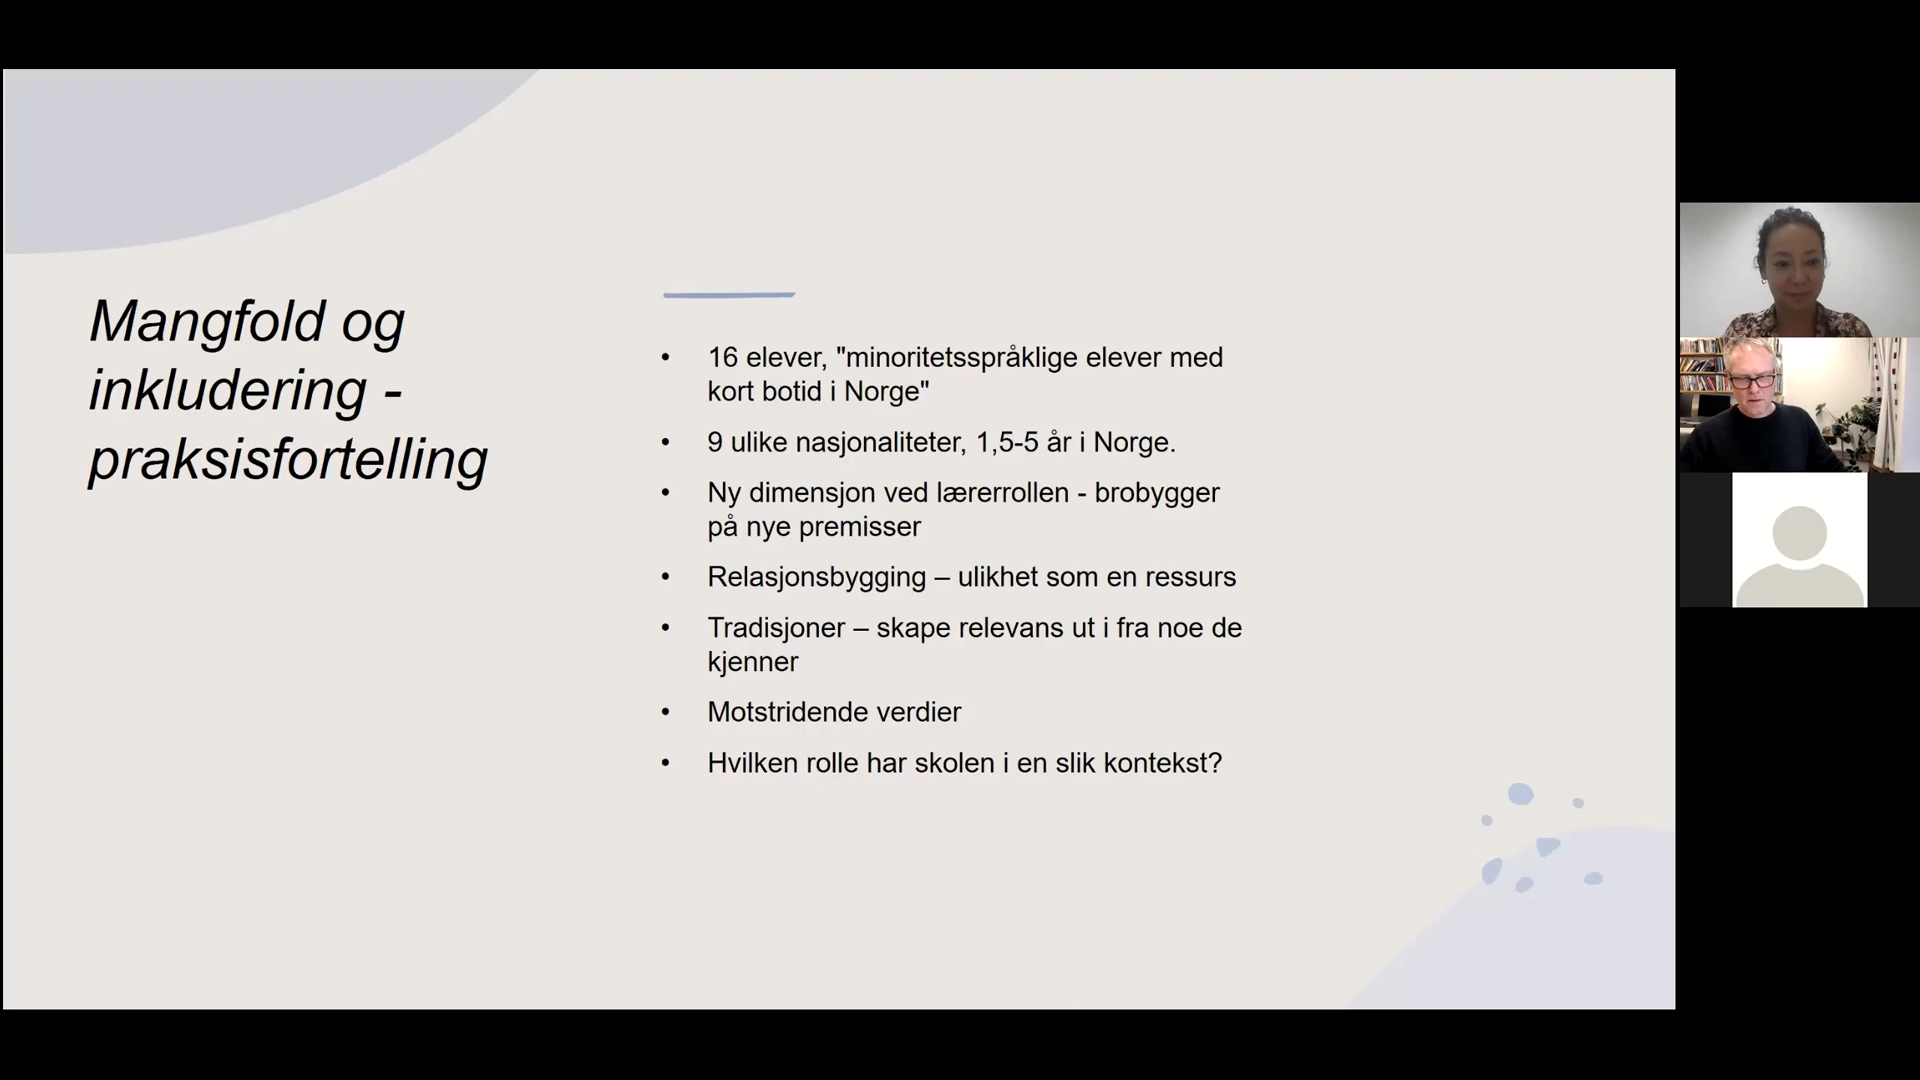 Mangfold og
inkludering -
praksisfortelling
• 16 elever, "minoritetsspråklige elever med
kort botid i Norge"
• 9 ulike nasjonaliteter, 1,5-5 år i Norge.
• Ny dimensjon ved lærerrollen - brobygger
på nye premisser
• Relasjonsbygging – ulikhet som en ressurs
• Tradisjoner – skape relevans ut i fra noe de
kjenner
• Motstridende verdier
• Hvilken rolle har skolen i en slik kontekst?